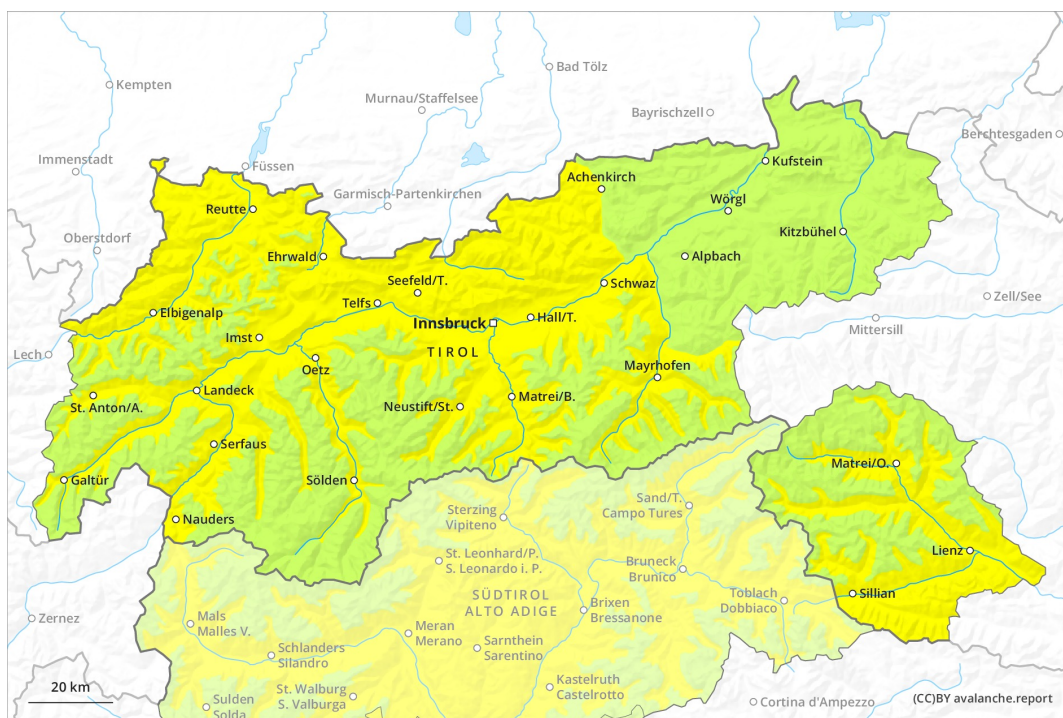 Bad Tölz
Kempten
Murnau/Staffelsee
Bayrischzell
Berchtesgaden
Immenstadt
Füssen
Kufstein
Achenkirch
Garmisch-Partenkirchen
Reutte
Wörgl
Oberstdorf
Kitzbühel
Ehrwald
Alpbach
Seefeld/T.
Schwaz
Telfs
Zell/See
Elbigenalp
Hall/T.
Innsbruck
Mittersill
Imst
Lech
TIROL
Oetz
Mayrhofen
Landeck
St. Anton/A.
Neustift/St.
Matrei/B.
Serfaus
Matrei/O.
Galtür
Sölden
Sand/T.
Campo Tures
Sterzing
Vipiteno
Nauders
Lienz
St. Leonhard/P.
S. Leonardo i. P.
Bruneck
Brunico
Sillian
SÜDTIROL
ALTO ADIGE
Toblach
Dobbiaco
Brixen
Bressanone
Zernez
Mals
Malles V.
Meran
Merano
Sarnthein
Sarentino
Schlanders
Silandro
Kastelruth
Castelrotto
20 km
St. Walburg
S. Valburga
Sulden
Solda
Cortina d'Ampezzo
(CC)BY avalanche.report